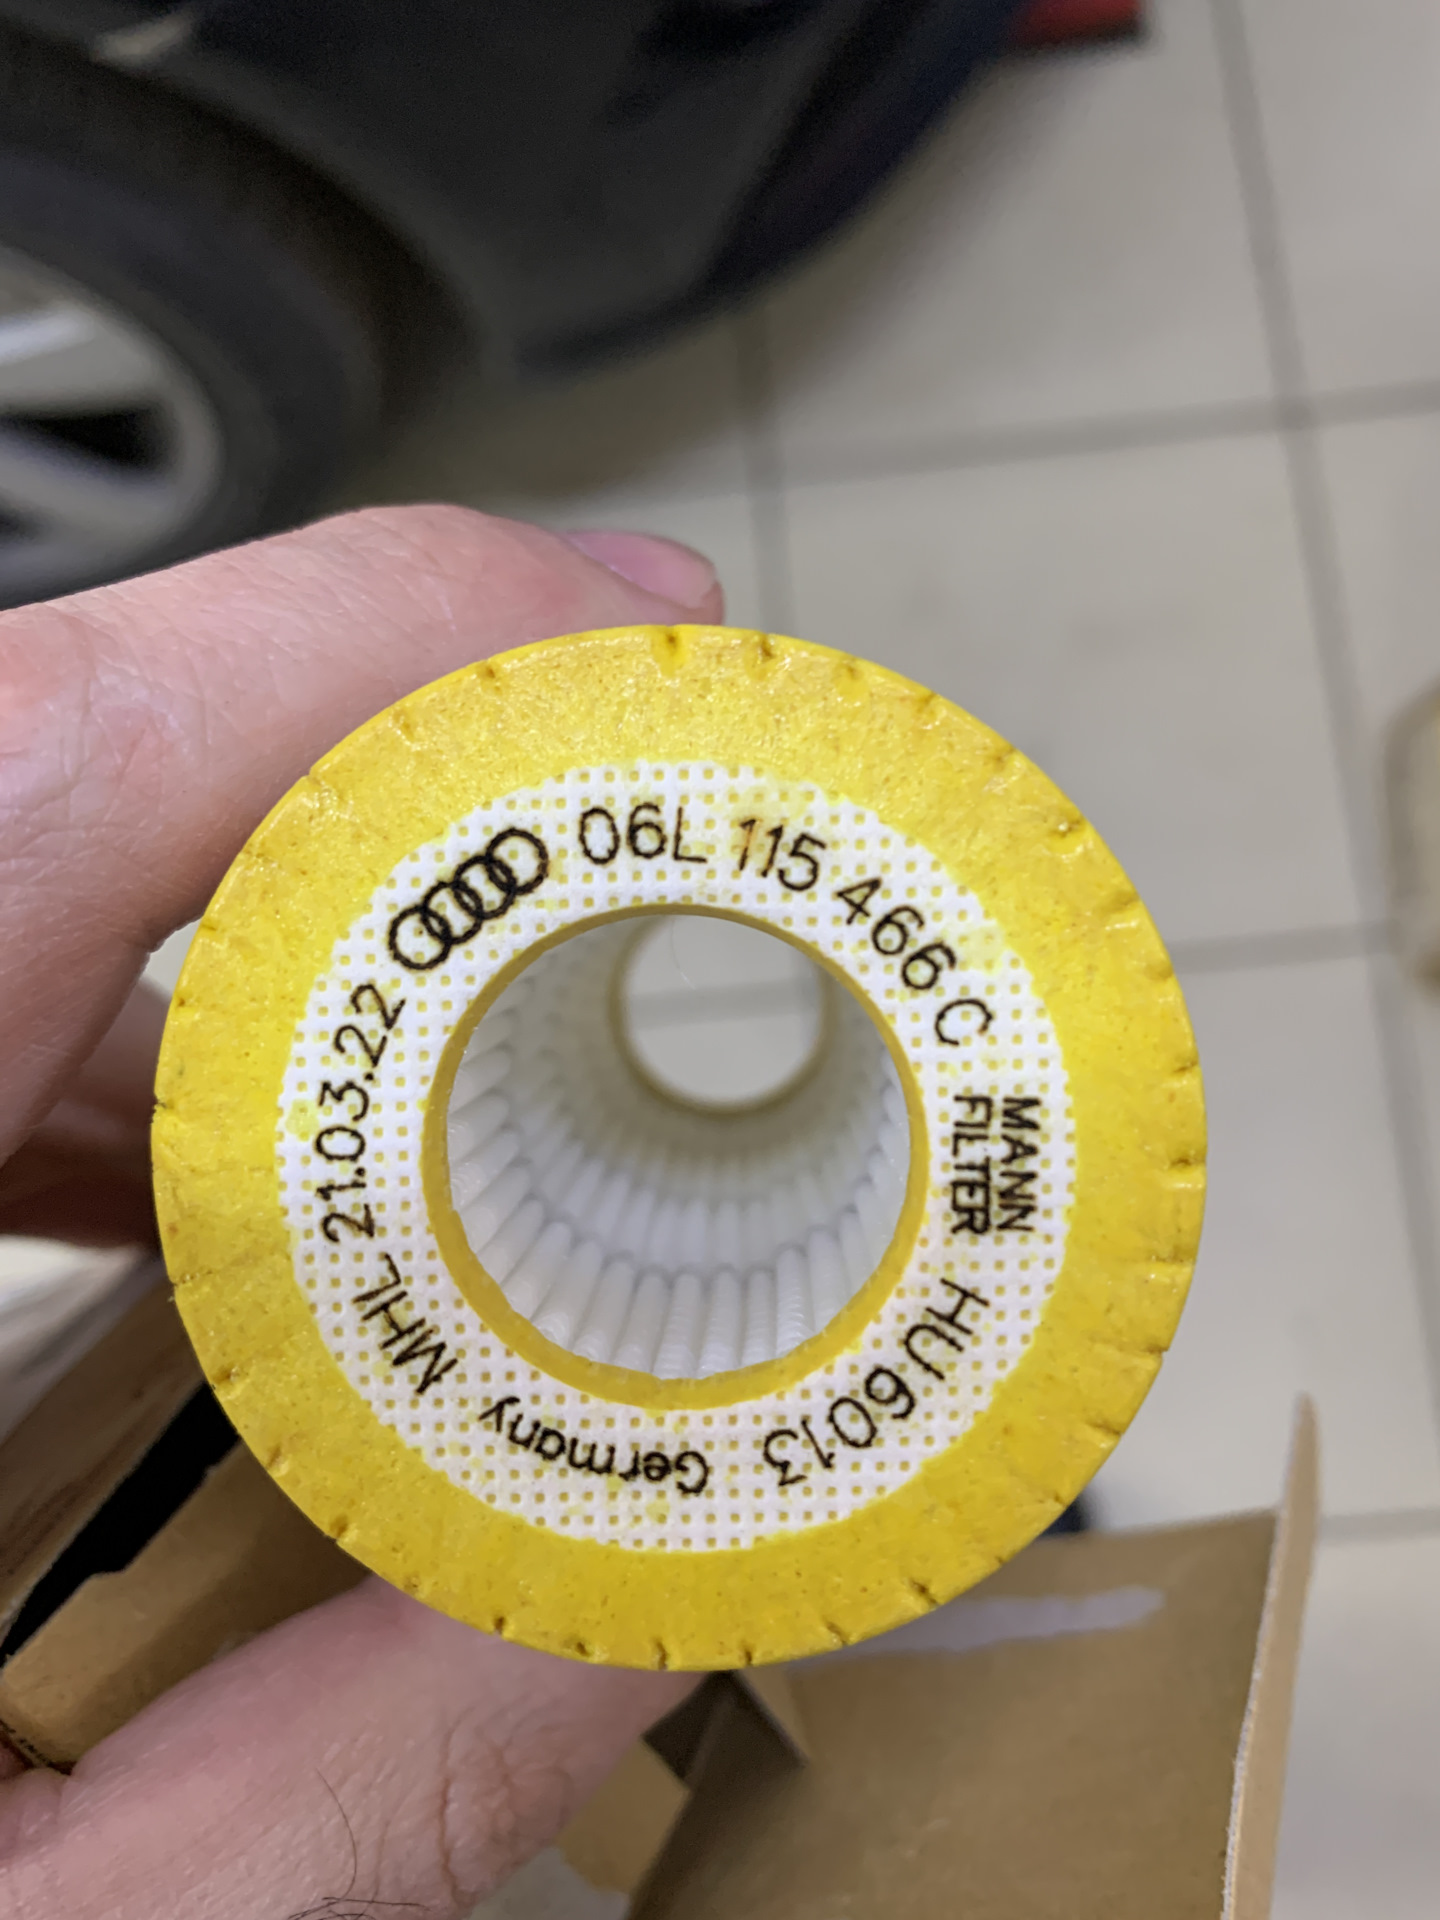 06L 115 466 C
MANN
FILTER
HU 6013
Germany
MHL
21.03.22